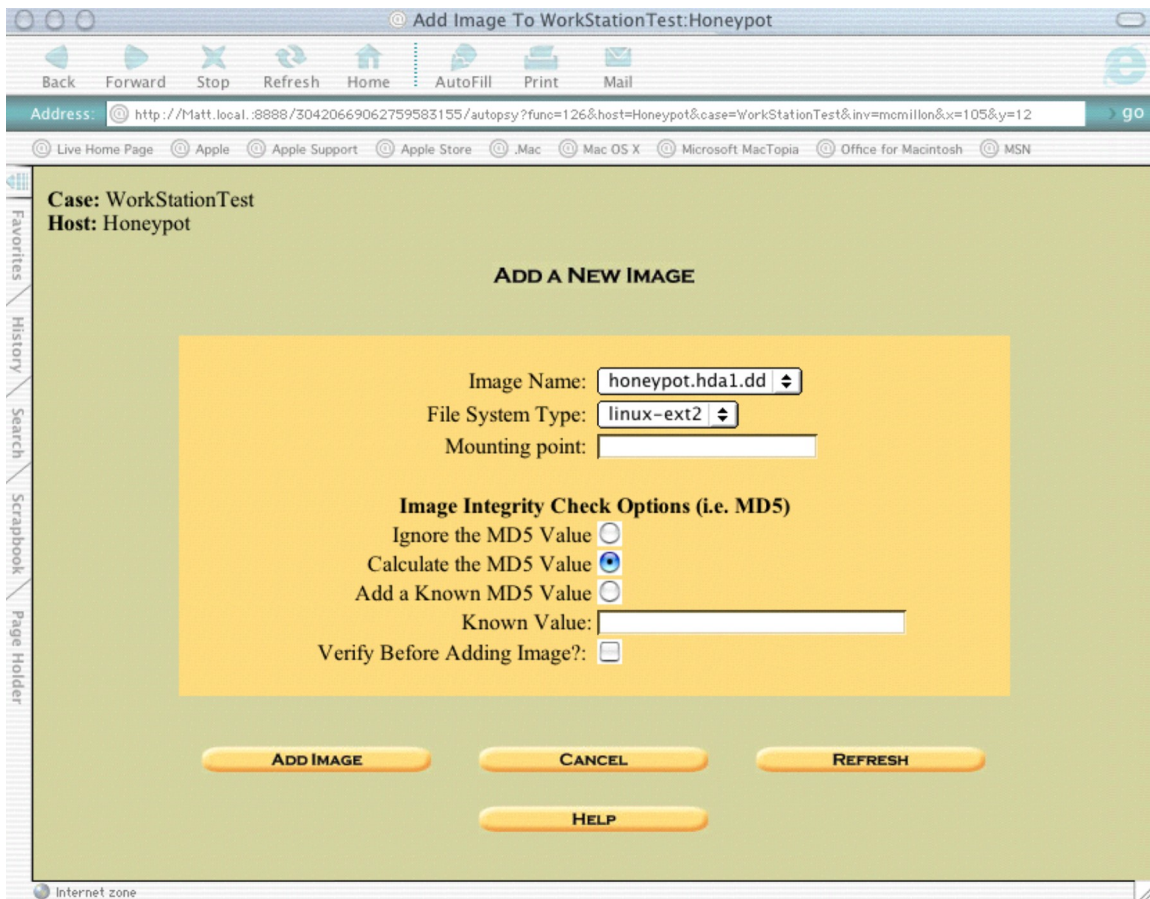 Add Image To WorkStationTest:Honeypot
Back Forward Stop Refresh Home AutoFill Print Mail
Address: http://Matt.local.:8888/30420669062759583155/autopsy?func=126&host=Honeypot&case=WorkStationTest&inv=mcmillon&x=105&y=12 go
Live Home Page Apple Apple Support Apple Store .Mac Mac OS X Microsoft MacTopia Office for Macintosh MSN
Favorites
History
Search
Scrapbook
Page Holder
Case: WorkStationTest
Host: Honeypot
ADD A NEW IMAGE
Image Name: honeypot.hda1.dd
File System Type: linux-ext2
Mounting point:
Image Integrity Check Options (i.e. MD5)
Ignore the MD5 Value
Calculate the MD5 Value
Add a Known MD5 Value
Known Value:
Verify Before Adding Image?:
ADD IMAGE CANCEL REFRESH
HELP
Internet zone